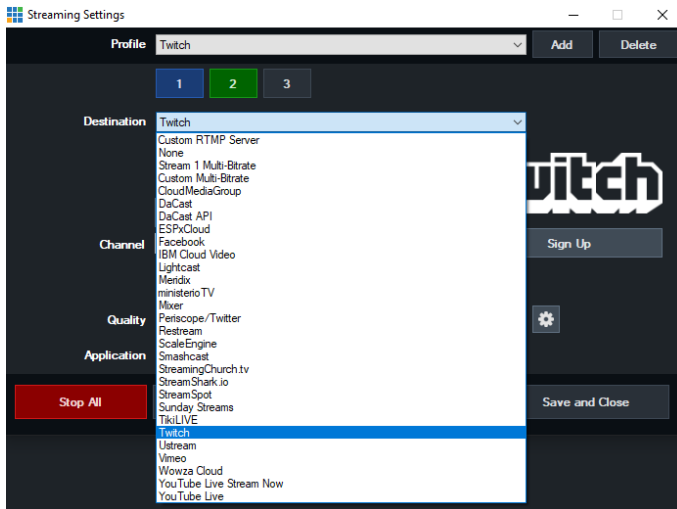 Streaming Settings
Profile Twitch Add Delete
1 2 3
Destination Twitch
Custom RTMP Server
None
Stream 1 Multi-Bitrate
Custom Multi-Bitrate
CloudMediaGroup
DaCast
DaCast API
ESPxCloud
Facebook
IBM Cloud Video
Lightcast
Meridix
ministerioTV
Mixer
Periscope/Twitter
Restream
ScaleEngine
Smashcast
StreamingChurch.tv
StreamShark.io
StreamSpot
Sunday Streams
TikiLIVE
Twitch
Ustream
Vimeo
Wowza Cloud
YouTube Live Stream Now
YouTube Live
witch
Channel Sign Up
Quality
Application
Stop All Save and Close